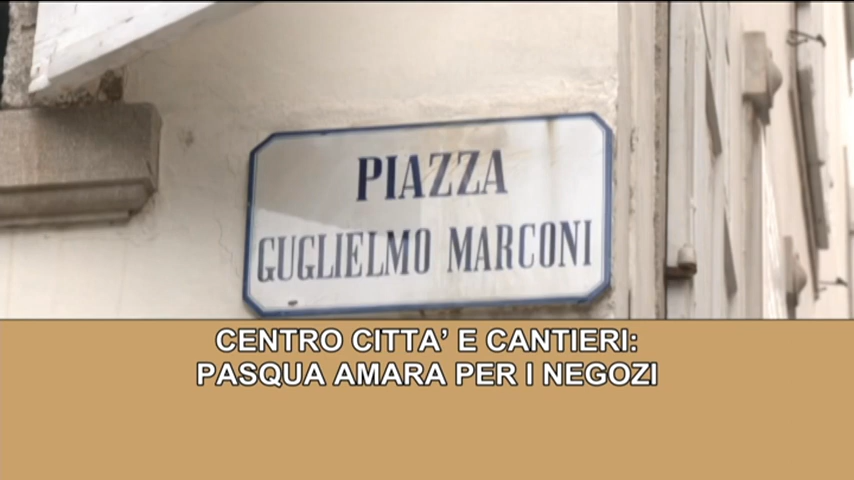 PIAZZA
GUGLIELMO MARCONI
CENTRO CITTA' E CANTIERI:
PASQUA AMARA PER I NEGOZI